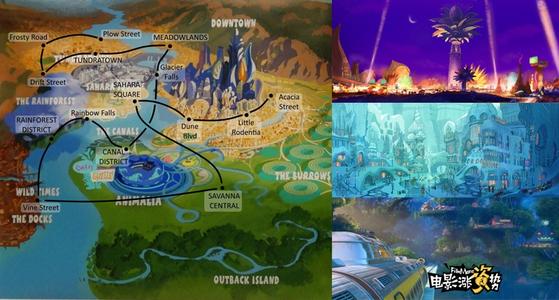 DOWNTOWN
Frosty Road
Plow Street
MEADOWLANDS
TUNDRATOWN
Drift Street
Glacier
Falls
SAHARA
SQUARE
THE RAINFOREST
Rainbow Falls
RAINFOREST
DISTRICT
CANALS
Acacia
Street
Dune
Blvd
Little
Rodentia
CANAL
DISTRICT
THE BURROWS
WILD TIMES
ANIMALIA
SAVANNA
CENTRAL
Vine Street
THE DOCKS
OUTBACK ISLAND
电影涨资势